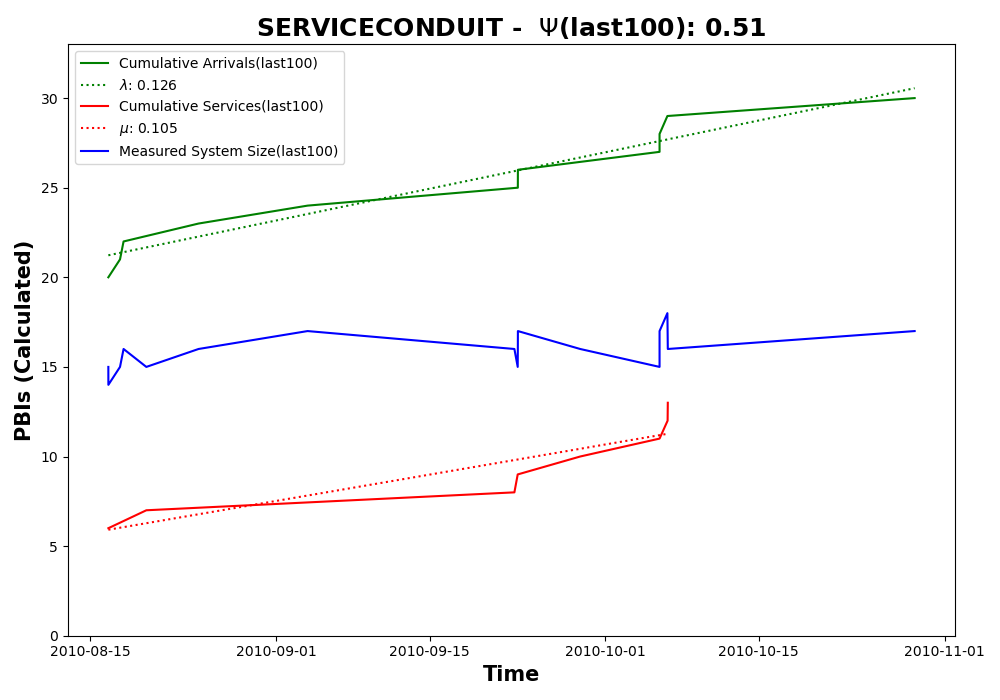 SERVICECONDUIT - Ψ(last100): 0.51
Cumulative Arrivals(last100)
λ: 0.126
Cumulative Services(last100)
μ: 0.105
Measured System Size(last100)
PBIs (Calculated)
30
25
20
15
10
5
0
2010-08-15 2010-09-01 2010-09-15 2010-10-01 2010-10-15 2010-11-01
Time